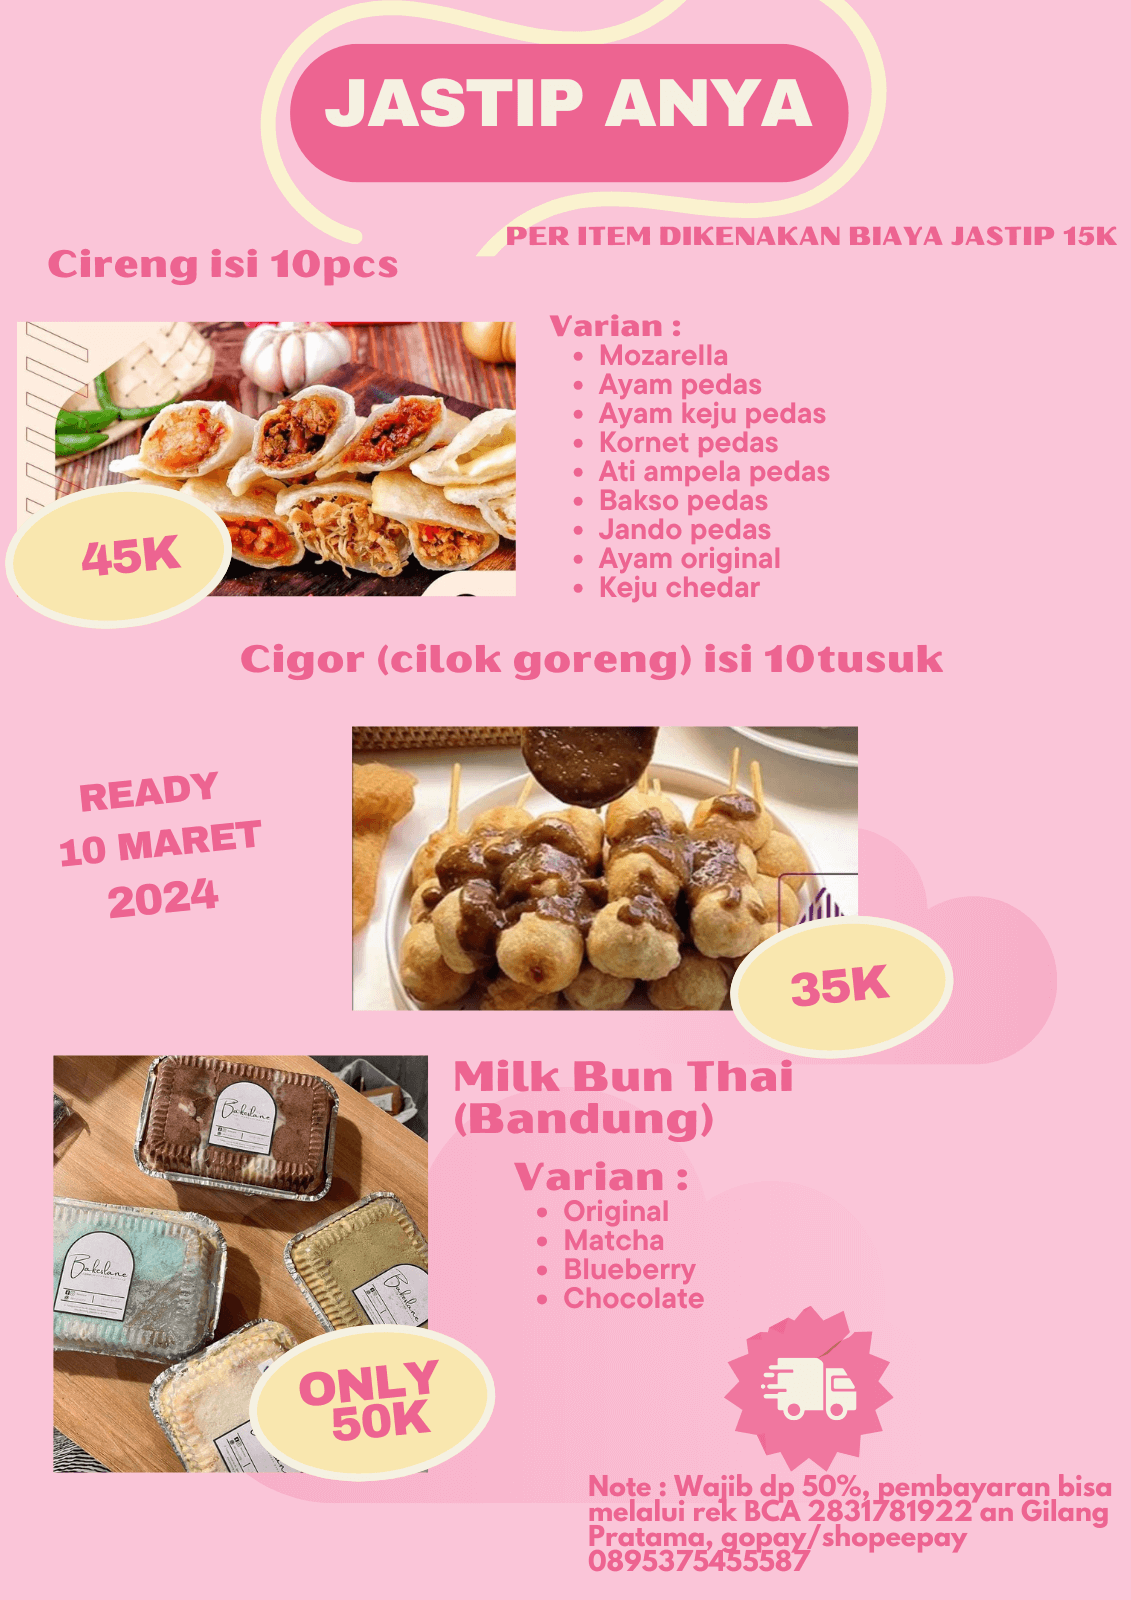 JASTIP ANYA
PER ITEM DIKENAKAN BIAYA JASTIP 15K
Cireng isi 10pcs
45K
Varian :
• Mozarella
• Ayam pedas
• Ayam keju pedas
• Kornet pedas
• Ati ampela pedas
• Bakso pedas
• Jando pedas
• Ayam original
• Keju chedar
Cigor (cilok goreng) isi 10tusuk
READY
10 MARET
2024
35K
Milk Bun Thai
(Bandung)
Varian :
• Original
• Matcha
• Blueberry
• Chocolate
Bakeslane
Bakeslane
ONLY
50K
Note : Wajib dp 50%, pembayaran bisa
melalui rek BCA 2831781922 an Gilang
Pratama, gopay/shopeepay
0895375455587